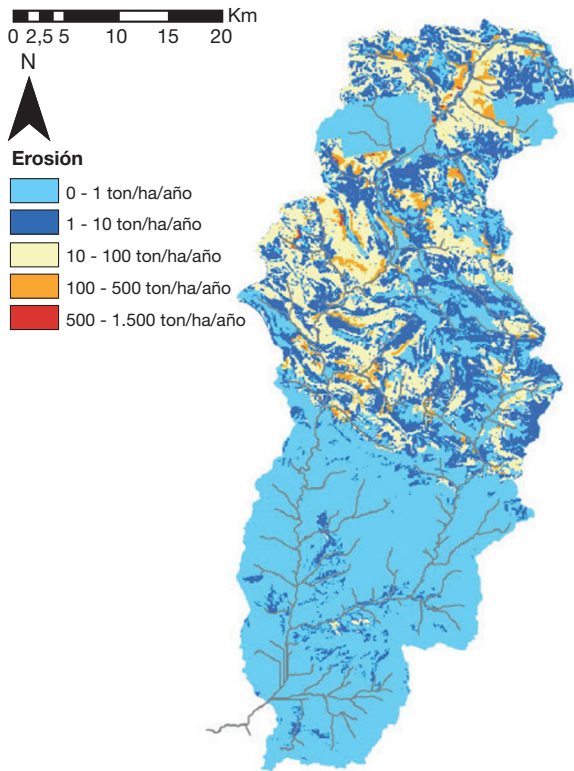 Km
0 2,5 5 10 15 20
N
Erosión
0 - 1 ton/ha/año
1 - 10 ton/ha/año
10 - 100 ton/ha/año
100 - 500 ton/ha/año
500 - 1.500 ton/ha/año